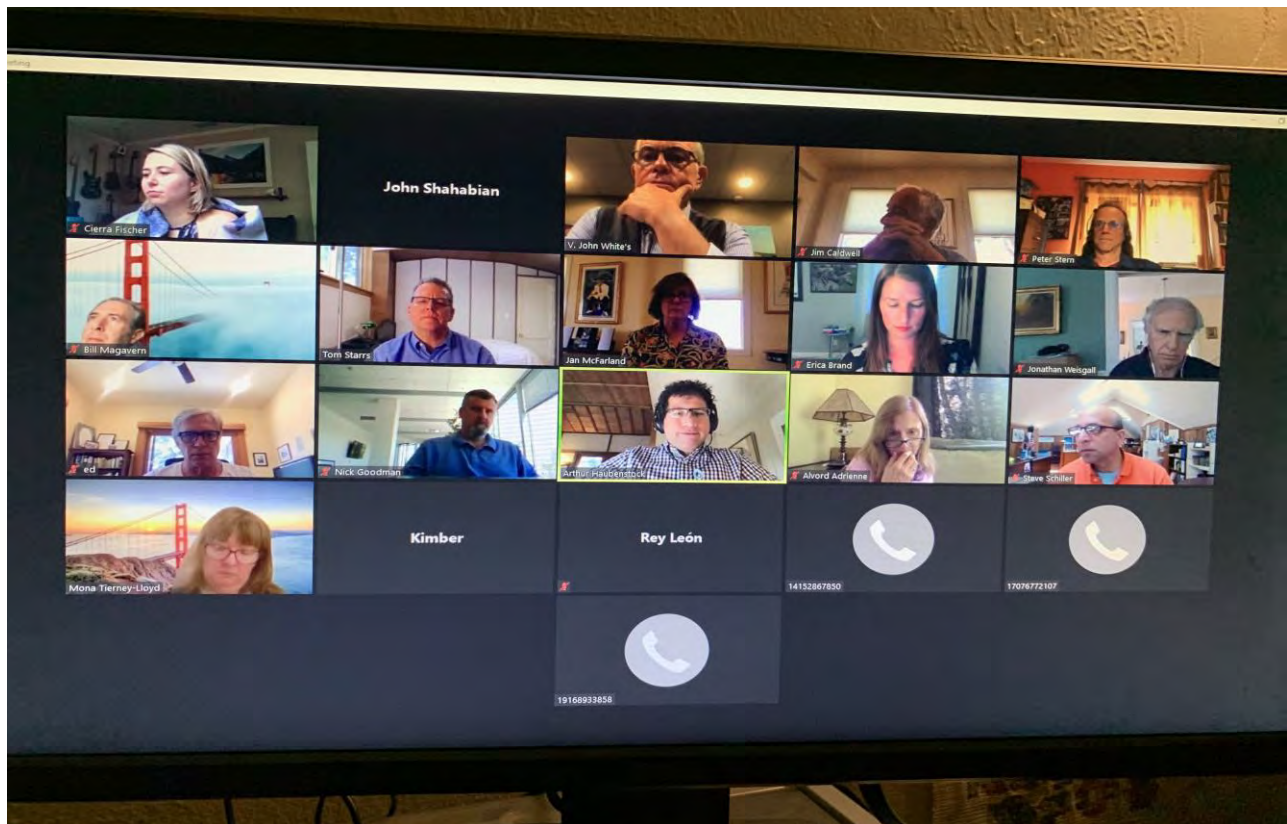 Cierra Fischer
John Shahabian
V. John White's
Jim Caldwell
Peter Stern
Bill Magavern
Tom Starrs
Jan McFarland
Erica Brand
Jonathan Weisgall
ed
Nick Goodman
Arthur Haubenstock
Alvord Adrienne
Steve Schiller
Mona Tierney-Lloyd
Kimber
Rey León
14152867850
17076772107
19168933858